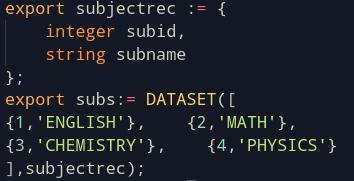 export subjectrec := {
integer subid,
string subname
};
export subs:= DATASET([
{1,'ENGLISH'}, {2,'MATH'},
{3,'CHEMISTRY'}, {4,'PHYSICS'}
],subjectrec);